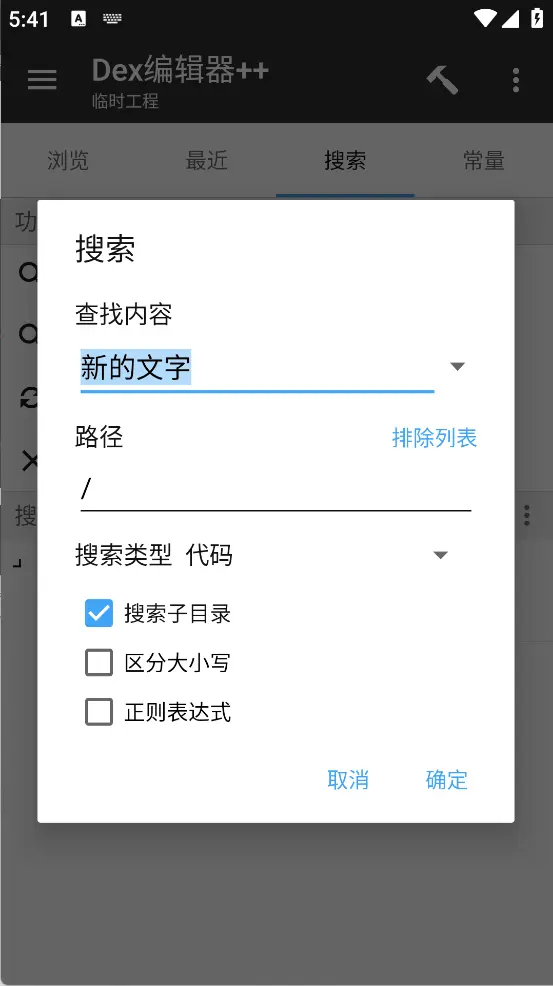 5:41
A
Dex编辑器++
临时工程
浏览 最近 搜索 常量
功
搜索
查找内容
新的文字
路径 排除列表
/
搜
搜索类型 代码
搜索子目录
区分大小写
正则表达式
取消 确定